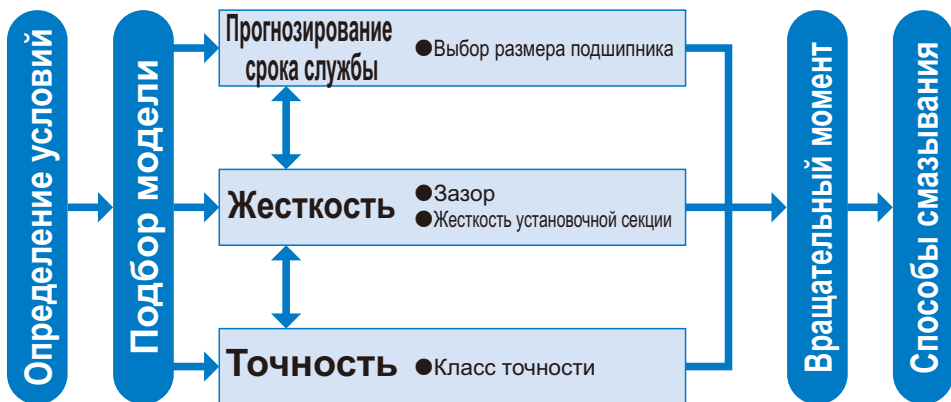 Определение условий
Подбор модели
Прогнозирование
срока службы
●Выбор размера подшипника
Жесткость
●Зазор
●Жесткость установочной секции
Точность
●Класс точности
Вращательный момент
Способы смазывания